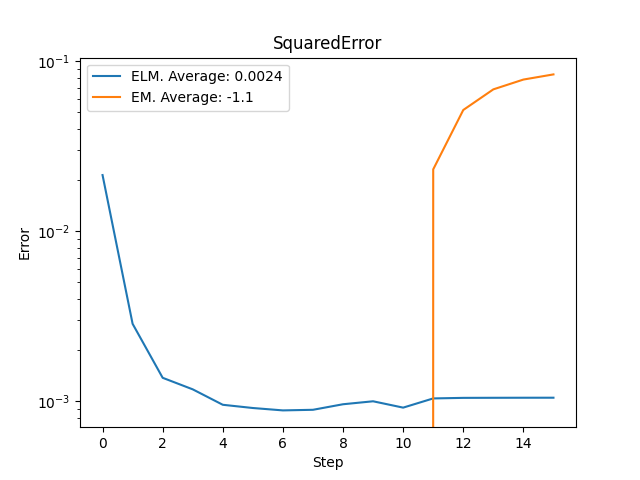 SquaredError
ELM. Average: 0.0024
EM. Average: -1.1
Error
10⁻¹
10⁻²
10⁻³
0 2 4 6 8 10 12 14
Step